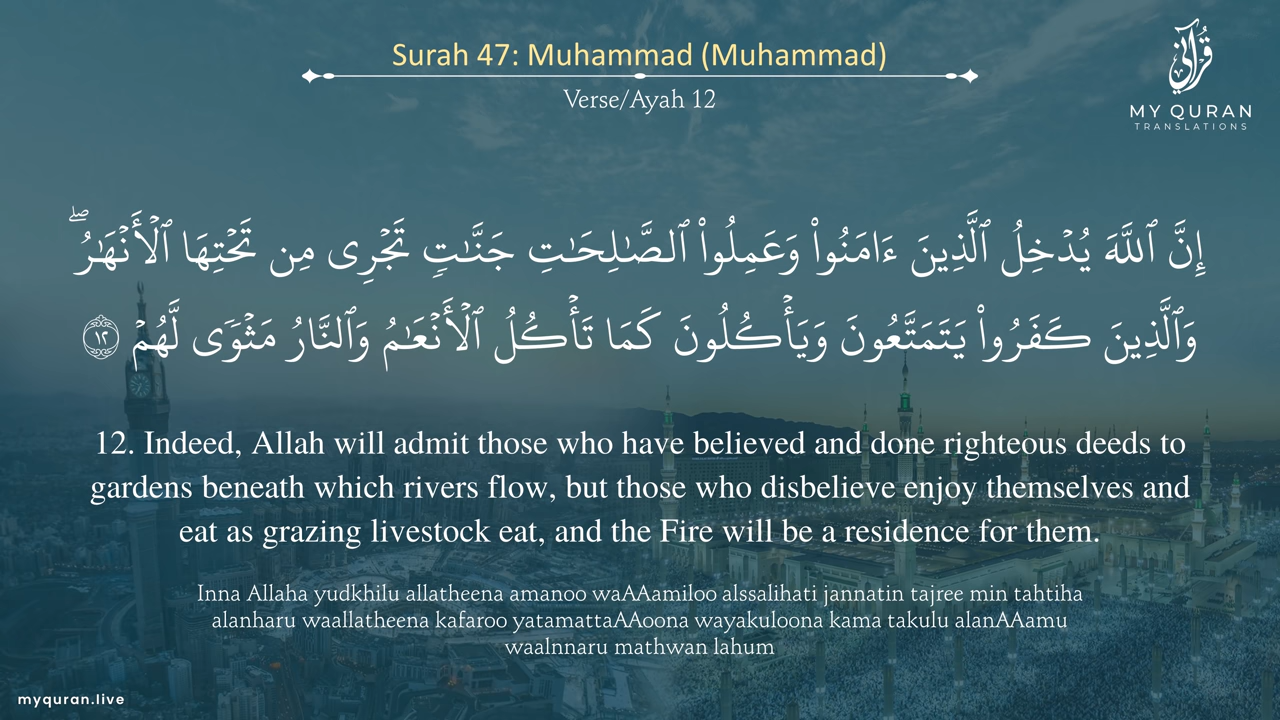 Surah 47: Muhammad (Muhammad)
Verse/Ayah 12
قرآني
MY QURAN
TRANSLATIONS
إِنَّ ٱللَّهَ يُدْخِلُ ٱلَّذِينَ ءَامَنُوا۟ وَعَمِلُوا۟ ٱلصَّـٰلِحَـٰتِ جَنَّـٰتٍ تَجْرِى مِن تَحْتِهَا ٱلْأَنْهَـٰرُ ۖ
وَٱلَّذِينَ كَفَرُوا۟ يَتَمَتَّعُونَ وَيَأْكُلُونَ كَمَا تَأْكُلُ ٱلْأَنْعَـٰمُ وَٱلنَّارُ مَثْوًى لَّهُمْ ١٢
12. Indeed, Allah will admit those who have believed and done righteous deeds to
gardens beneath which rivers flow, but those who disbelieve enjoy themselves and
eat as grazing livestock eat, and the Fire will be a residence for them.
Inna Allaha yudkhilu allatheena amanoo waAAamiloo alssalihati jannatin tajree min tahtiha
alanharu waallatheena kafaroo yatamattaAAoona wayakuloona kama takulu alanAAamu
waalnnaru mathwan lahum
myquran.live